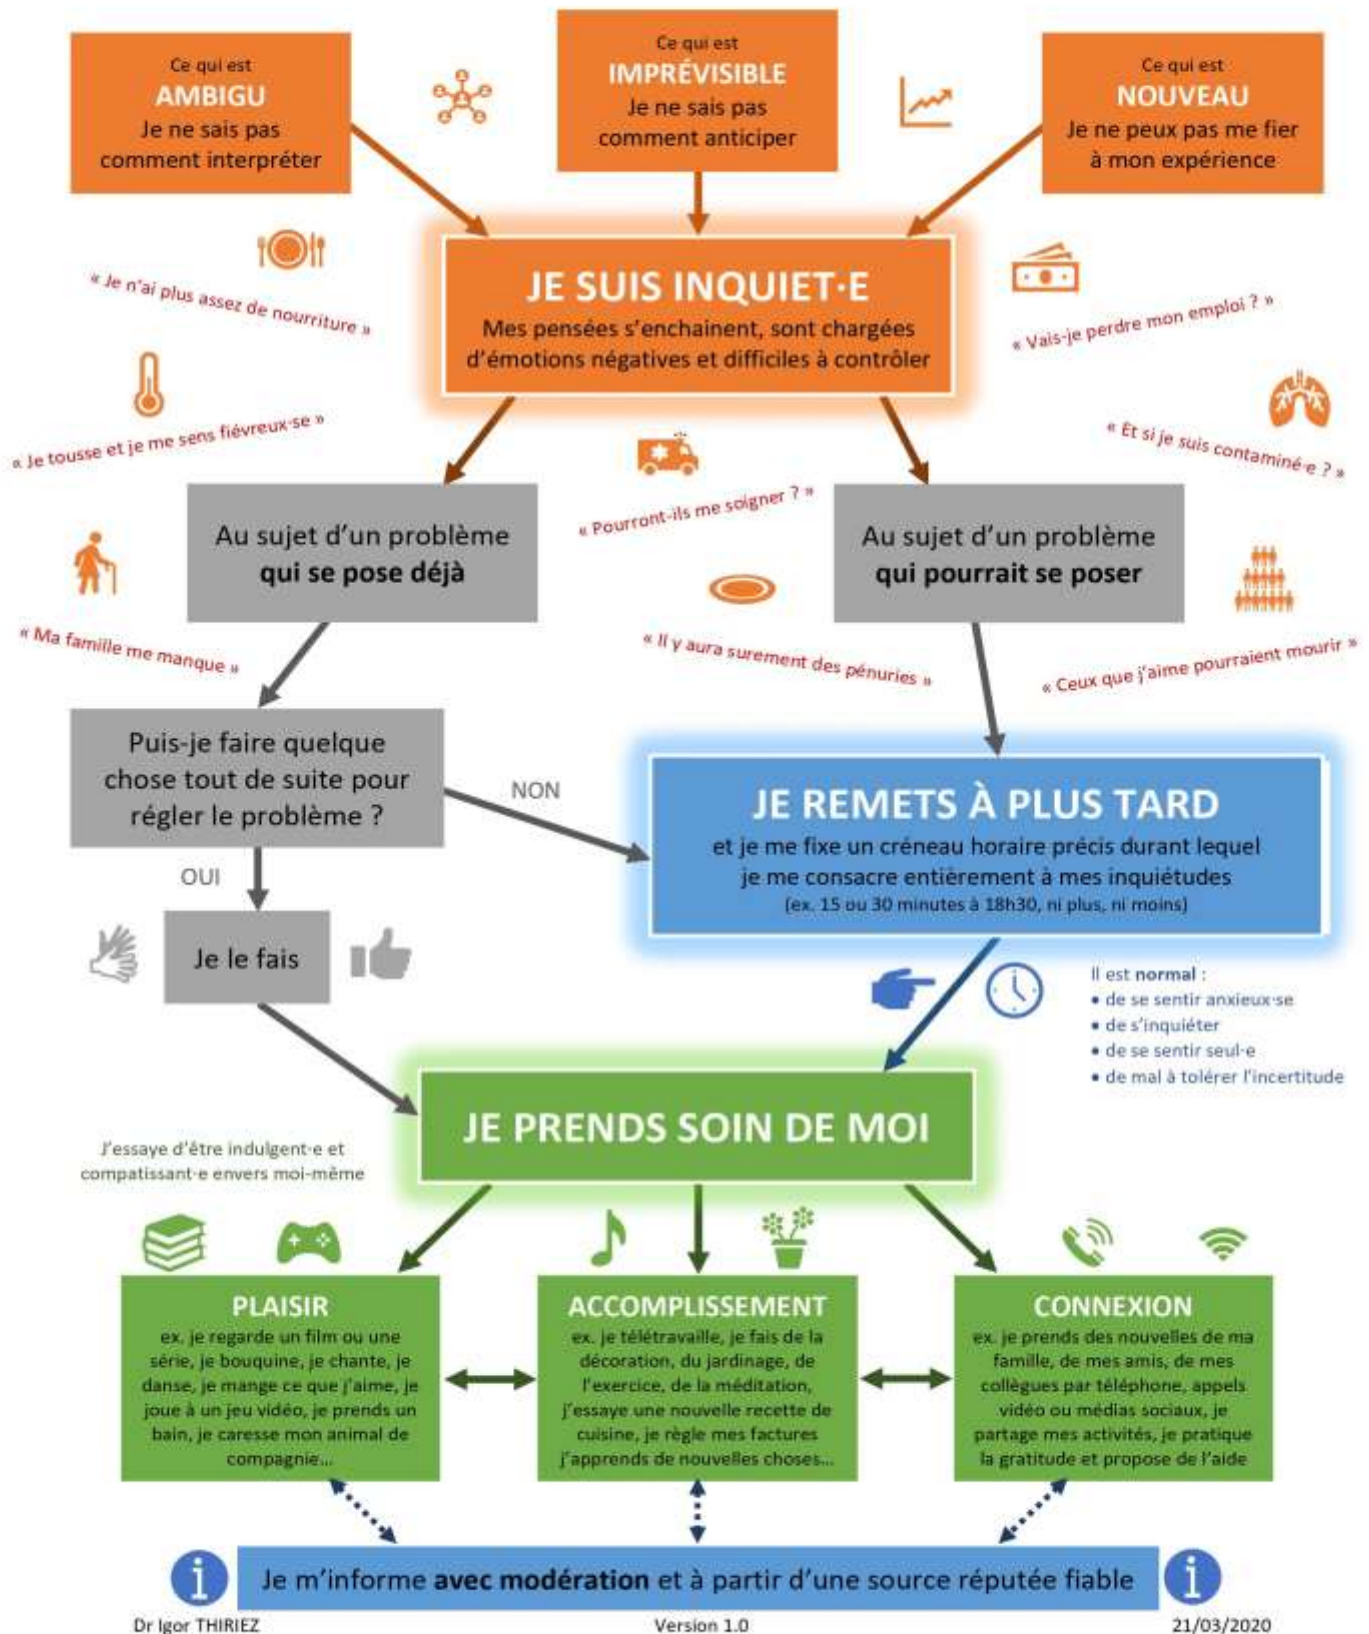 Ce qui est
AMBIGU
Je ne sais pas
comment interpréter
Ce qui est
IMPRÉVISIBLE
Je ne sais pas
comment anticiper
Ce qui est
NOUVEAU
Je ne peux pas me fier
à mon expérience
JE SUIS INQUIET·E
Mes pensées s'enchainent, sont chargées
d'émotions négatives et difficiles à contrôler
« Je n'ai plus assez de nourriture »
« Vais-je perdre mon emploi ? »
« Je tousse et je me sens fiévreux·se »
« Et si je suis contaminé·e ? »
« Pourront-ils me soigner ? »
Au sujet d'un problème
qui se pose déjà
Au sujet d'un problème
qui pourrait se poser
« Ma famille me manque »
« Il y aura surement des pénuries »
« Ceux que j'aime pourraient mourir »
Puis-je faire quelque
chose tout de suite pour
régler le problème ?
NON
OUI
Je le fais
JE REMETS À PLUS TARD
et je me fixe un créneau horaire précis durant lequel
je me consacre entièrement à mes inquiétudes
(ex. 15 ou 30 minutes à 18h30, ni plus, ni moins)
Il est normal :
• de se sentir anxieux·se
• de s'inquiéter
• de se sentir seul·e
• de mal à tolérer l'incertitude
JE PRENDS SOIN DE MOI
J'essaye d'être indulgent·e et
compatissant·e envers moi-même
PLAISIR
ex. je regarde un film ou une
série, je bouquine, je chante, je
danse, je mange ce que j'aime, je
joue à un jeu vidéo, je prends un
bain, je caresse mon animal de
compagnie...
ACCOMPLISSEMENT
ex. je télétravaille, je fais de la
décoration, du jardinage, de
l'exercice, de la méditation,
j'essaye une nouvelle recette de
cuisine, je règle mes factures
j'apprends de nouvelles choses...
CONNEXION
ex. je prends des nouvelles de ma
famille, de mes amis, de mes
collègues par téléphone, appels
vidéo ou médias sociaux, je
partage mes activités, je pratique
la gratitude et propose de l'aide
i
Je m'informe avec modération et à partir d'une source réputée fiable
i
Dr Igor THIRIEZ
Version 1.0
21/03/2020